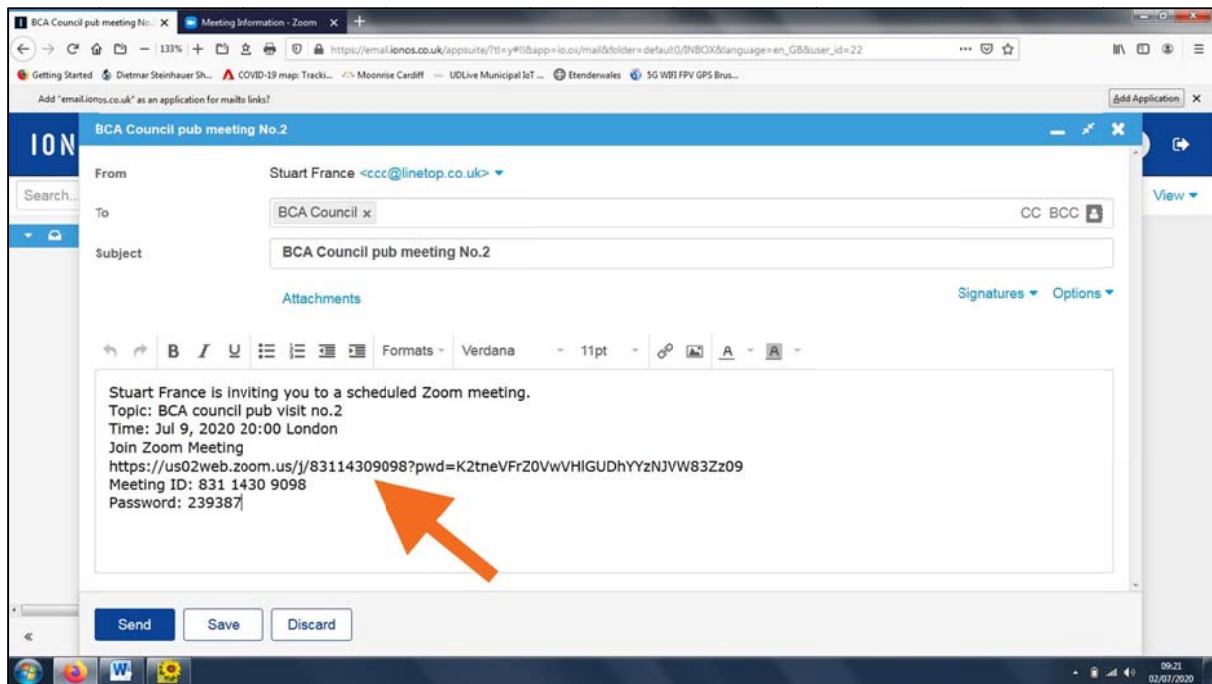 BCA Council pub meeting No. X
Meeting Information - Zoom X +
133%
https://email.ionos.co.uk/appsuite/?tl=y#!!&app=io.ox/mail&folder=default0/INBOX&language=en_GB&user_id=22
Getting Started
Dietmar Steinhauer Sh...
COVID-19 map: Tracki...
Moonrise Cardiff
UDLive Municipal IoT ...
Etenderwales
5G WIFI FPV GPS Brus...
Add "email.ionos.co.uk" as an application for mailto links?
Add Application
ION
BCA Council pub meeting No.2
From
Stuart France <ccc@linetop.co.uk>
Search...
View
To
BCA Council x
CC BCC
Subject
BCA Council pub meeting No.2
Attachments
Signatures
Options
B I U
Formats
Verdana
11pt
A
A
Stuart France is inviting you to a scheduled Zoom meeting.
Topic: BCA council pub visit no.2
Time: Jul 9, 2020 20:00 London
Join Zoom Meeting
https://us02web.zoom.us/j/83114309098?pwd=K2tneVFrZ0VwVHlGUDhYYzNJVW83Zz09
Meeting ID: 831 1430 9098
Password: 239387
Send
Save
Discard
W
09:21
02/07/2020